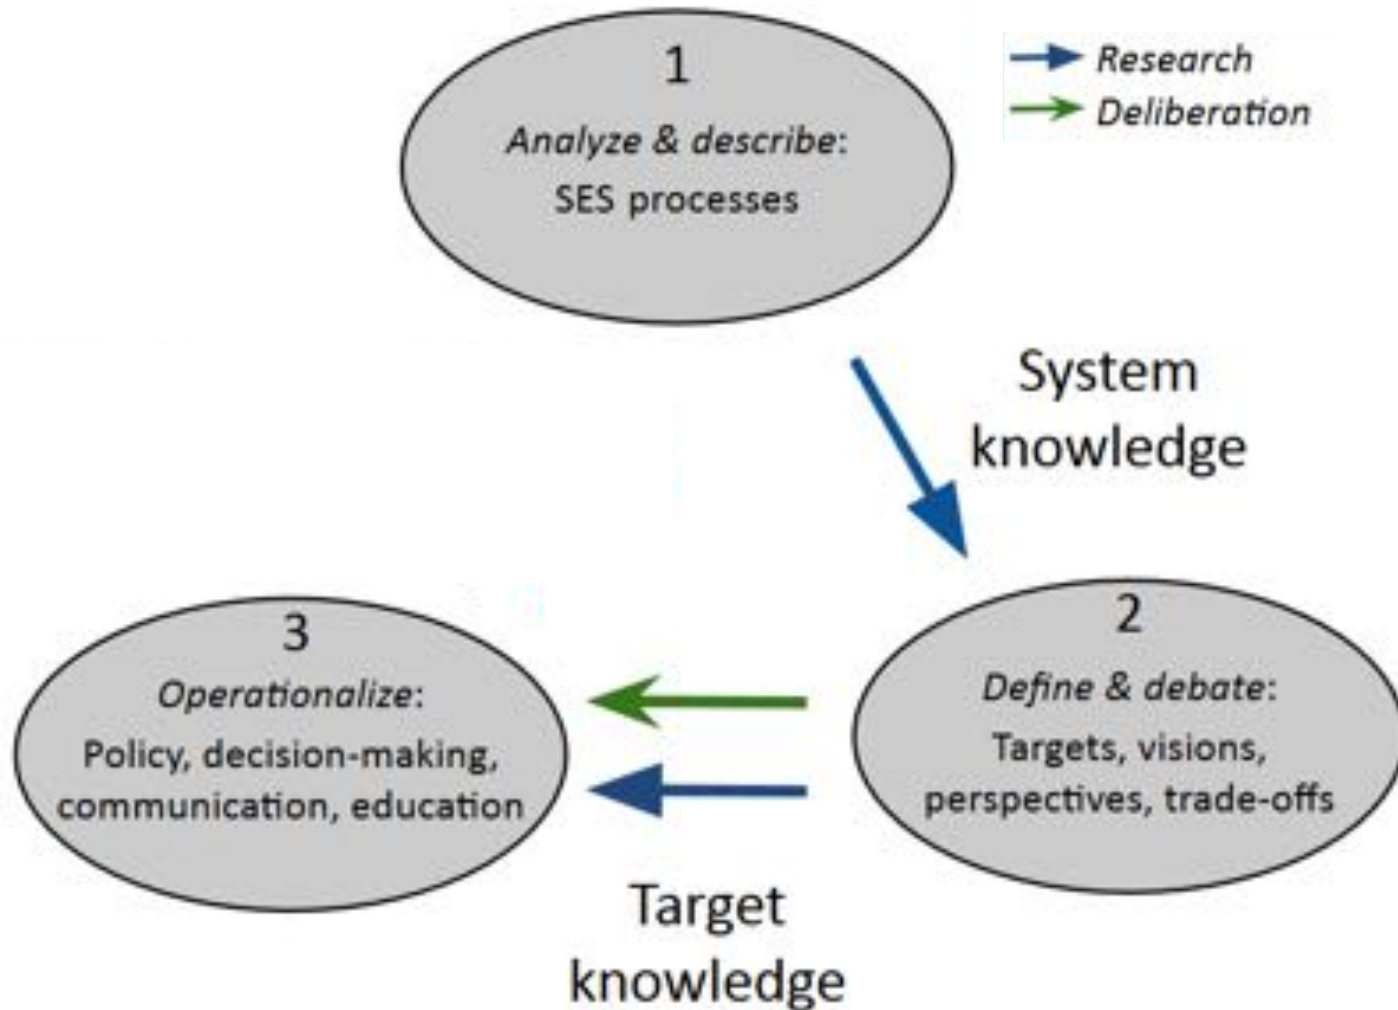 1
Analyze & describe:
SES processes
Research
Deliberation
System
knowledge
2
Define & debate:
Targets, visions,
perspectives, trade-offs
3
Operationalize:
Policy, decision-making,
communication, education
Target
knowledge